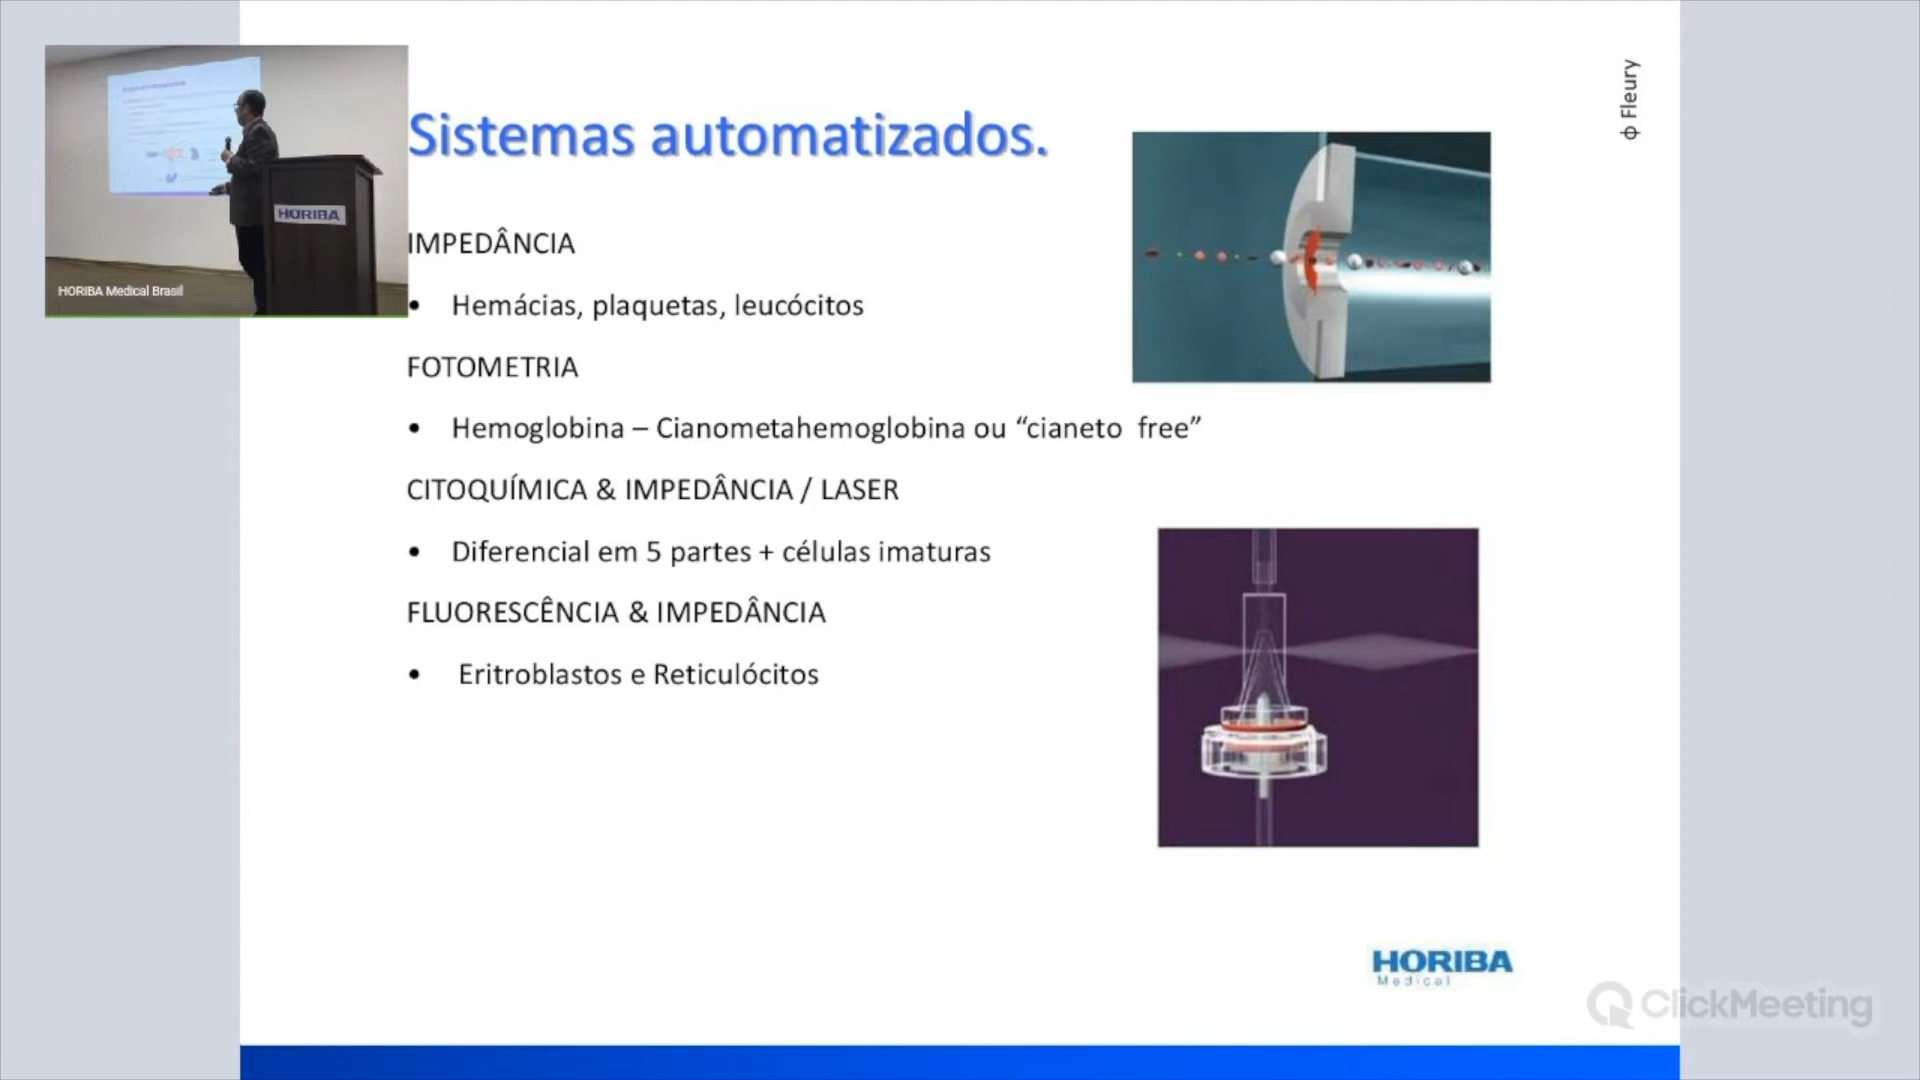 Sistemas automatizados.
IMPEDÂNCIA
• Hemácias, plaquetas, leucócitos
FOTOMETRIA
• Hemoglobina – Cianometahemoglobina ou “cianeto free”
CITOQUÍMICA & IMPEDÂNCIA / LASER
• Diferencial em 5 partes + células imaturas
FLUORESCÊNCIA & IMPEDÂNCIA
• Eritroblastos e Reticulócitos
HORIBA
HORIBA Medical Brasil
ф Fleury
HORIBA
Medical
ClickMeeting